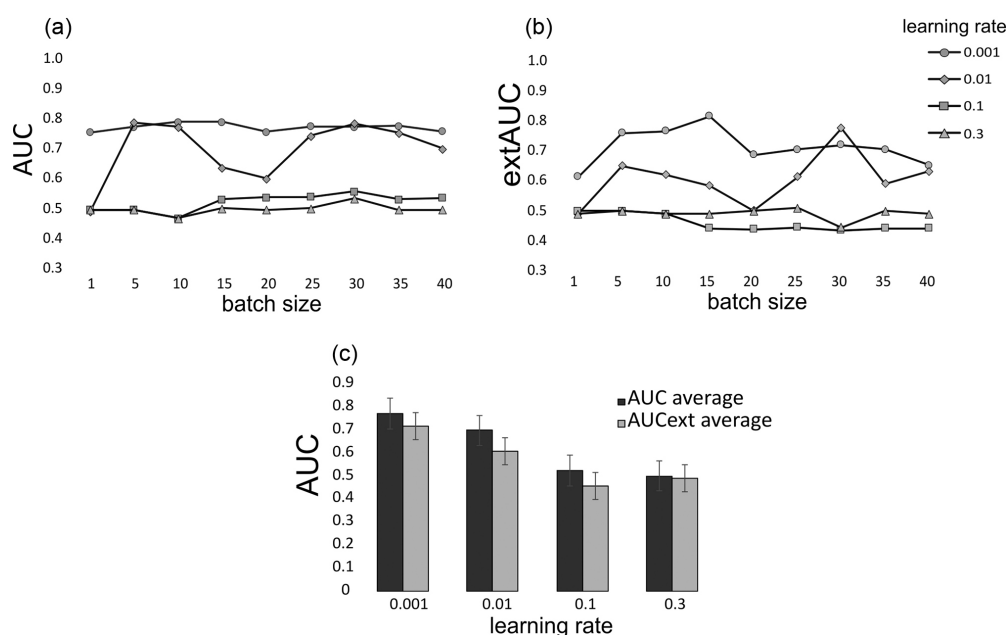 (a)
AUC
1.0
0.9
0.8
0.7
0.6
0.5
0.4
0.3
1 5 10 15 20 25 30 35 40
batch size
(b)
extAUC
1.0
0.9
0.8
0.7
0.6
0.5
0.4
0.3
1 5 10 15 20 25 30 35 40
batch size
learning rate
0.001
0.01
0.1
0.3
(c)
AUC
0.9
0.8
0.7
0.6
0.5
0.4
0.3
0.2
0.1
0
AUC average
AUCext average
0.001 0.01 0.1 0.3
learning rate